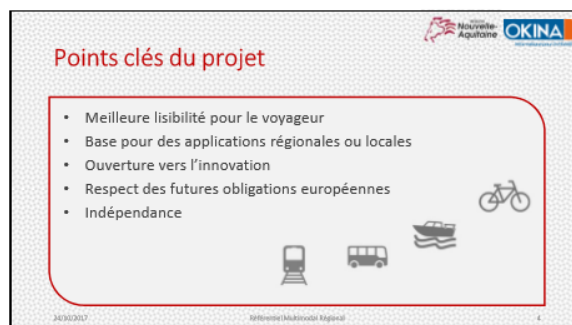 Nouvelle-
Aquitaine
OKINA
Points clés du projet
• Meilleure lisibilité pour le voyageur
• Base pour des applications régionales ou locales
• Ouverture vers l'innovation
• Respect des futures obligations européennes
• Indépendance
24/10/2017
Référentiel Multimodal Régional
4